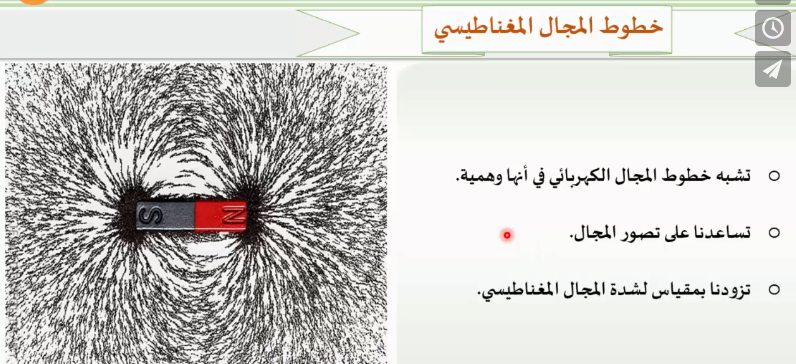 خطوط المجال المغناطيسي
تشبه خطوط المجال الكهربائي في أنها وهمية.
تساعدنا على تصور المجال.
تزودنا بمقياس لشدة المجال المغناطيسي.
S N